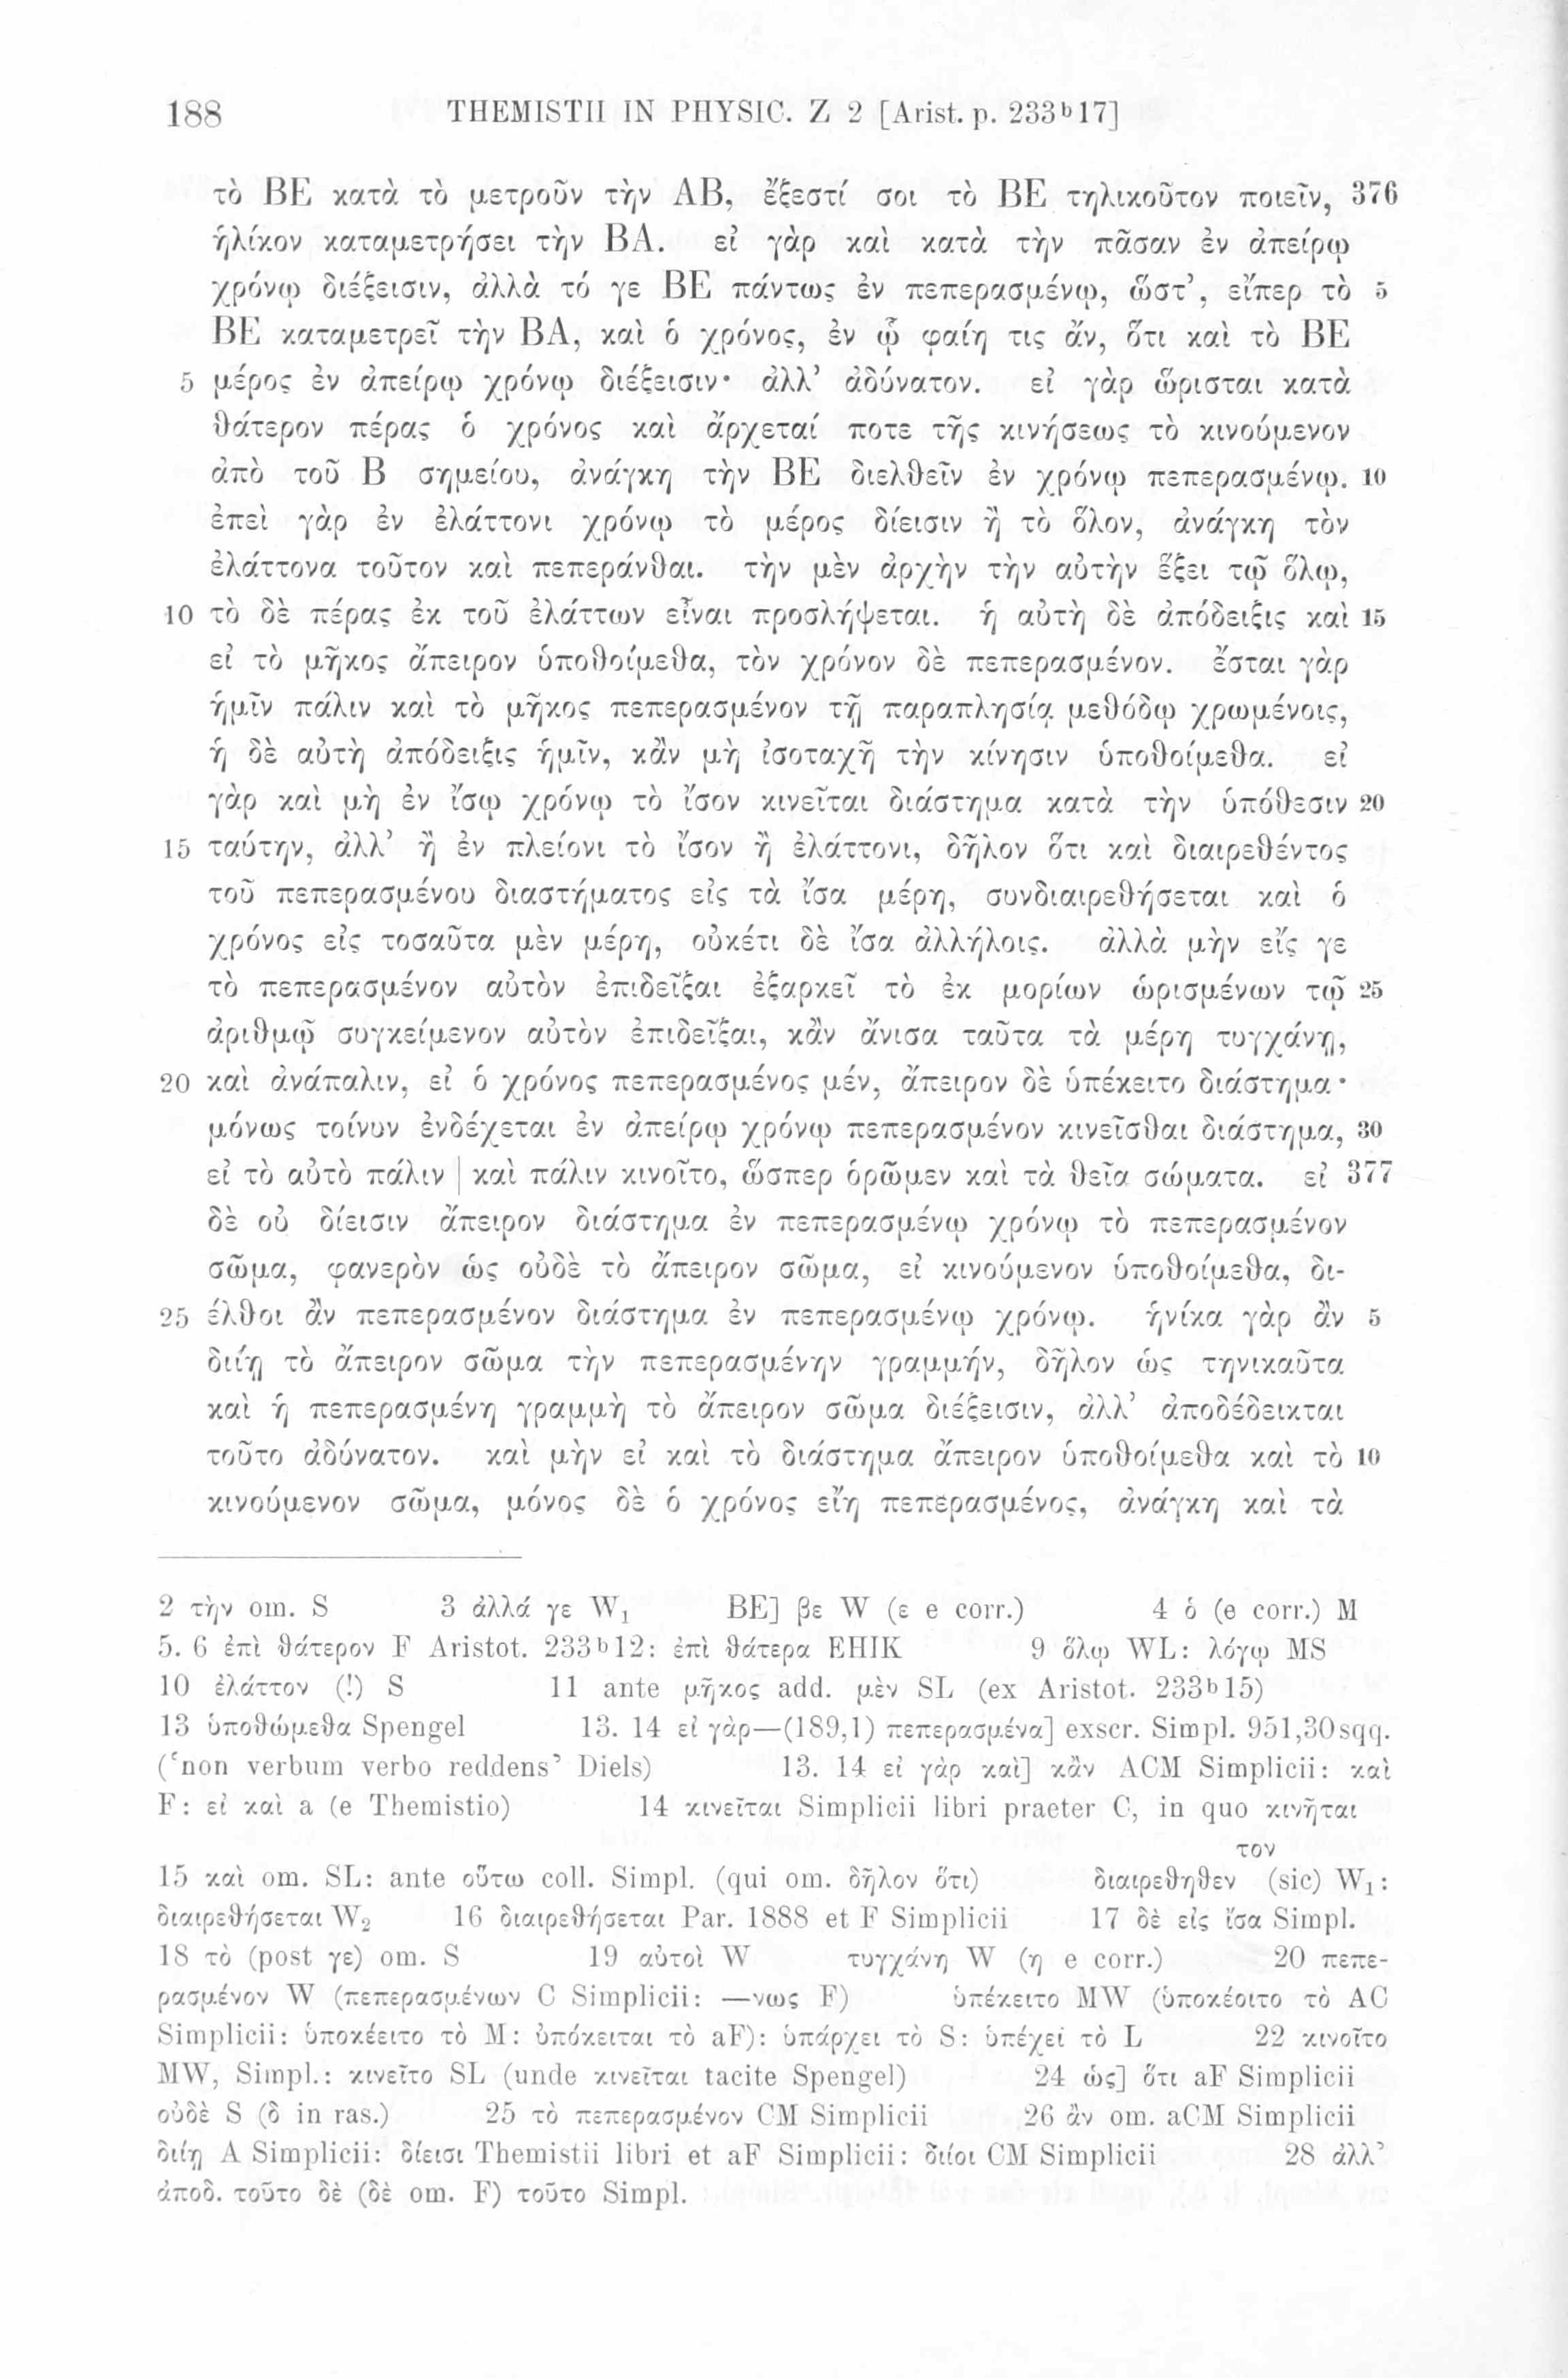 188 THEMISTII IN PHYSIC. Z 2 [Arist. p. 233ᵇ17]
τὸ ΒΕ κατὰ τὸ μετροῦν τὴν ΑΒ, ἔξεστί σοι τὸ ΒΕ τηλικοῦτον ποιεῖν, 376
ἡλίκον καταμετρήσει τὴν ΒΑ. εἰ γὰρ καὶ κατὰ τὴν πᾶσαν ἐν ἀπείρῳ
χρόνῳ διέξεισιν, ἀλλὰ τό γε ΒΕ πάντως ἐν πεπερασμένῳ, ὥστ’, εἴπερ τὸ 5
ΒΕ καταμετρεῖ τὴν ΒΑ, καὶ ὁ χρόνος, ἐν ᾧ φαίη τις ἄν, ὅτι καὶ τὸ ΒΕ
5 μέρος ἐν ἀπείρῳ χρόνῳ διέξεισιν· ἀλλ’ ἀδύνατον. εἰ γὰρ ὥρισται κατὰ
θάτερον πέρας ὁ χρόνος καὶ ἄρχεταί ποτε τῆς κινήσεως τὸ κινούμενον
ἀπὸ τοῦ Β σημείου, ἀνάγκη τὴν ΒΕ διελθεῖν ἐν χρόνῳ πεπερασμένῳ. 10
ἐπεὶ γὰρ ἐν ἐλάττονι χρόνῳ τὸ μέρος δίεισιν ἢ τὸ ὅλον, ἀνάγκη τὸν
ἐλάττονα τοῦτον καὶ πεπεράνθαι. τὴν μὲν ἀρχὴν τὴν αὐτὴν ἕξει τῷ ὅλῳ,
10 τὸ δὲ πέρας ἐκ τοῦ ἐλάττων εἶναι προσλήψεται. ἡ αὐτὴ δὲ ἀπόδειξις καὶ 15
εἰ τὸ μῆκος ἄπειρον ὑποθοίμεθα, τὸν χρόνον δὲ πεπερασμένον. ἔσται γὰρ
ἡμῖν πάλιν καὶ τὸ μῆκος πεπερασμένον τῇ παραπλησίᾳ μεθόδῳ χρωμένοις,
ἡ δὲ αὐτὴ ἀπόδειξις ἡμῖν, κἂν μὴ ἰσοταχῆ τὴν κίνησιν ὑποθοίμεθα. εἰ
γὰρ καὶ μὴ ἐν ἴσῳ χρόνῳ τὸ ἴσον κινεῖται διάστημα κατὰ τὴν ὑπόθεσιν 20
15 ταύτην, ἀλλ’ ἢ ἐν πλείονι τὸ ἴσον ἢ ἐλάττονι, δῆλον ὅτι καὶ διαιρεθέντος
τοῦ πεπερασμένου διαστήματος εἰς τὰ ἴσα μέρη, συνδιαιρεθήσεται καὶ ὁ
χρόνος εἰς τοσαῦτα μὲν μέρη, οὐκέτι δὲ ἴσα ἀλλήλοις. ἀλλὰ μὴν εἴς γε
τὸ πεπερασμένον αὐτὸν ἐπιδεῖξαι ἐξαρκεῖ τὸ ἐκ μορίων ὡρισμένων τῷ 25
ἀριθμῷ συγκείμενον αὐτὸν ἐπιδεῖξαι, κἂν ἄνισα ταῦτα τὰ μέρη τυγχάνῃ,
20 καὶ ἀνάπαλιν, εἰ ὁ χρόνος πεπερασμένος μέν, ἄπειρον δὲ ὑπέκειτο διάστημα·
μόνως τοίνυν ἐνδέχεται ἐν ἀπείρῳ χρόνῳ πεπερασμένον κινεῖσθαι διάστημα, 30
εἰ τὸ αὐτὸ πάλιν | καὶ πάλιν κινοῖτο, ὥσπερ ὁρῶμεν καὶ τὰ θεῖα σώματα. εἰ 377
δὲ οὐ δίεισιν ἄπειρον διάστημα ἐν πεπερασμένῳ χρόνῳ τὸ πεπερασμένον
σῶμα, φανερὸν ὡς οὐδὲ τὸ ἄπειρον σῶμα, εἰ κινούμενον ὑποθοίμεθα, δι-
25 έλθοι ἂν πεπερασμένον διάστημα ἐν πεπερασμένῳ χρόνῳ. ἡνίκα γὰρ ἂν 5
διίῃ τὸ ἄπειρον σῶμα τὴν πεπερασμένην γραμμήν, δῆλον ὡς τηνικαῦτα
καὶ ἡ πεπερασμένη γραμμὴ τὸ ἄπειρον σῶμα διέξεισιν, ἀλλ’ ἀποδέδεικται
τοῦτο ἀδύνατον. καὶ μὴν εἰ καὶ τὸ διάστημα ἄπειρον ὑποθοίμεθα καὶ τὸ 10
κινούμενον σῶμα, μόνος δὲ ὁ χρόνος εἴη πεπερασμένος, ἀνάγκη καὶ τὰ
2 τὴν om. S 3 ἀλλά γε W₁ ΒΕ] βε W (ε e corr.) 4 ὁ (e corr.) M
5. 6 ἐπὶ θάτερον F Aristot. 233ᵇ12: ἐπὶ θάτερα EHIK 9 ὅλῳ WL: λόγῳ MS
10 ἐλάττον (!) S 11 ante μῆκος add. μὲν SL (ex Aristot. 233ᵇ15)
13 ὑποθώμεθα Spengel 13. 14 εἰ γὰρ—(189,1) πεπερασμένα] exscr. Simpl. 951,30sqq.
(‘non verbum verbo reddens’ Diels) 13. 14 εἰ γὰρ καὶ] κἂν ACM Simplicii: καὶ
F: εἰ καὶ a (e Themistio) 14 κινεῖται Simplicii libri praeter C, in quo κινῆται
τον
15 καὶ om. SL: ante οὕτω coll. Simpl. (qui om. δῆλον ὅτι) διαιρεθηθεν (sic) W₁:
διαιρεθήσεται W₂ 16 διαιρεθήσεται Par. 1888 et F Simplicii 17 δὲ εἰς ἴσα Simpl.
18 τὸ (post γε) om. S 19 αὐτοὶ W τυγχάνη W (η e corr.) 20 πεπε-
ρασμένον W (πεπερασμένων C Simplicii: —νως F) ὑπέκειτο MW (ὑποκέοιτο τὸ AC
Simplicii: ὑποκέειτο τὸ M: ὑπόκειται τὸ aF): ὑπάρχει τὸ S: ὑπέχει τὸ L 22 κινοῖτο
MW, Simpl.: κινεῖτο SL (unde κινεῖται tacite Spengel) 24 ὡς] ὅτι aF Simplicii
οὐδὲ S (δ in ras.) 25 τὸ πεπερασμένον CM Simplicii 26 ἂν om. aCM Simplicii
διίῃ A Simplicii: δίεισι Themistii libri et aF Simplicii: διίοι CM Simplicii 28 ἀλλ’
ἀποδ. τοῦτο δὲ (δὲ om. F) τοῦτο Simpl.